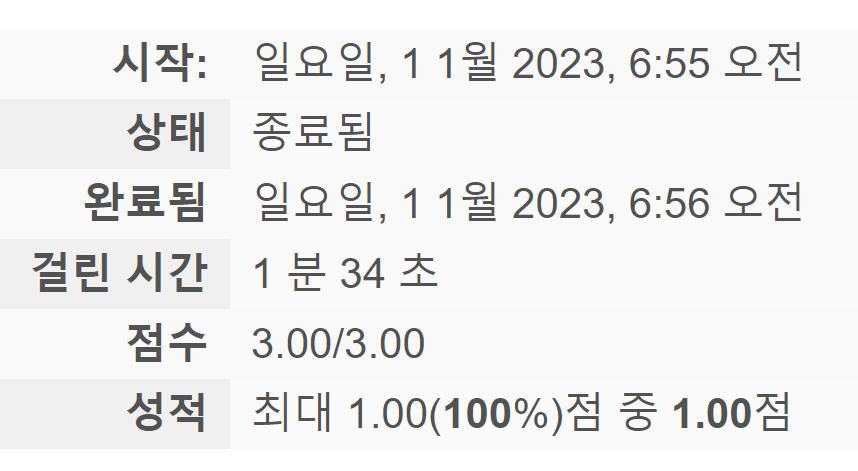 시작: 일요일, 1 1월 2023, 6:55 오전
상태 종료됨
완료됨 일요일, 1 1월 2023, 6:56 오전
걸린 시간 1 분 34 초
점수 3.00/3.00
성적 최대 1.00(100%)점 중 1.00점